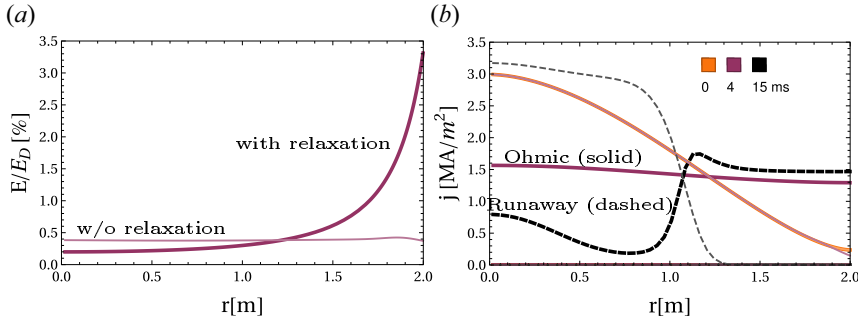 (a)
(b)
E/E_D [%]
3.5
3.0
2.5
2.0
1.5
1.0
0.5
0.0
with relaxation
w/o relaxation
0.0 0.5 1.0 1.5 2.0
r[m]
j [MA/m²]
3.5
3.0
2.5
2.0
1.5
1.0
0.5
0.0
0 4 15 ms
Ohmic (solid)
Runaway (dashed)
0.0 0.5 1.0 1.5 2.0
r[m]